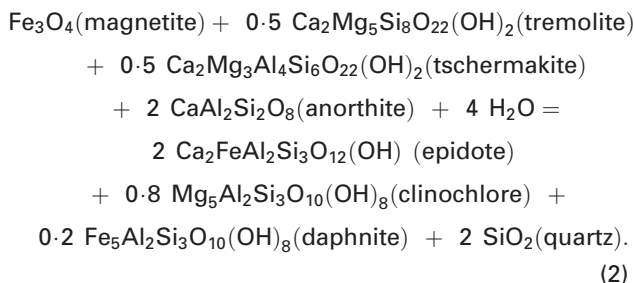 Fe₃O₄(magnetite) + 0·5 Ca₂Mg₅Si₈O₂₂(OH)₂(tremolite)
+ 0·5 Ca₂Mg₃Al₄Si₆O₂₂(OH)₂(tschermakite)
+ 2 CaAl₂Si₂O₈(anorthite) + 4 H₂O =
2 Ca₂FeAl₂Si₃O₁₂(OH) (epidote)
+ 0·8 Mg₅Al₂Si₃O₁₀(OH)₈(clinochlore) +
0·2 Fe₅Al₂Si₃O₁₀(OH)₈(daphnite) + 2 SiO₂(quartz).
(2)